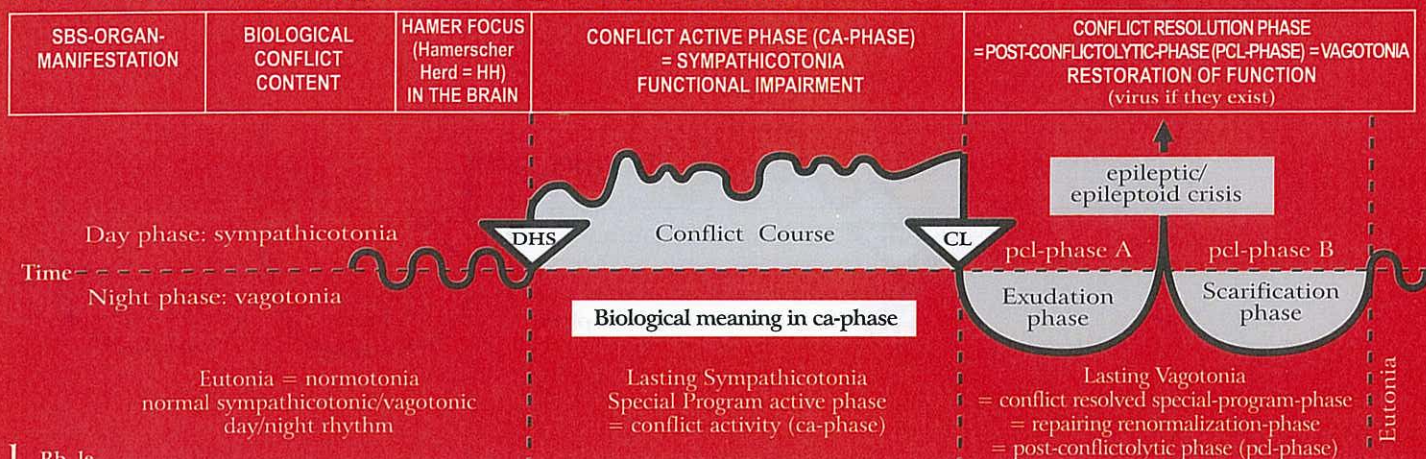 SBS-ORGAN-
MANIFESTATION
BIOLOGICAL
CONFLICT
CONTENT
HAMER FOCUS
(Hamerscher
Herd = HH)
IN THE BRAIN
CONFLICT ACTIVE PHASE (CA-PHASE)
= SYMPATHICOTONIA
FUNCTIONAL IMPAIRMENT
CONFLICT RESOLUTION PHASE
=POST-CONFLICTOLYTIC-PHASE (PCL-PHASE) = VAGOTONIA
RESTORATION OF FUNCTION
(virus if they exist)
epileptic/
epileptoid crisis
Day phase: sympathicotonia
DHS
Conflict Course
CL
pcl-phase A
pcl-phase B
Time
Night phase: vagotonia
Exudation
phase
Scarification
phase
Biological meaning in ca-phase
Eutonia = normotonia
normal sympathicotonic/vagotonic
day/night rhythm
Lasting Sympathicotonia
Special Program active phase
= conflict activity (ca-phase)
Lasting Vagotonia
= conflict resolved special-program-phase
= repairing renormalization-phase
= post-conflictolytic phase (pcl-phase)
Eutonia